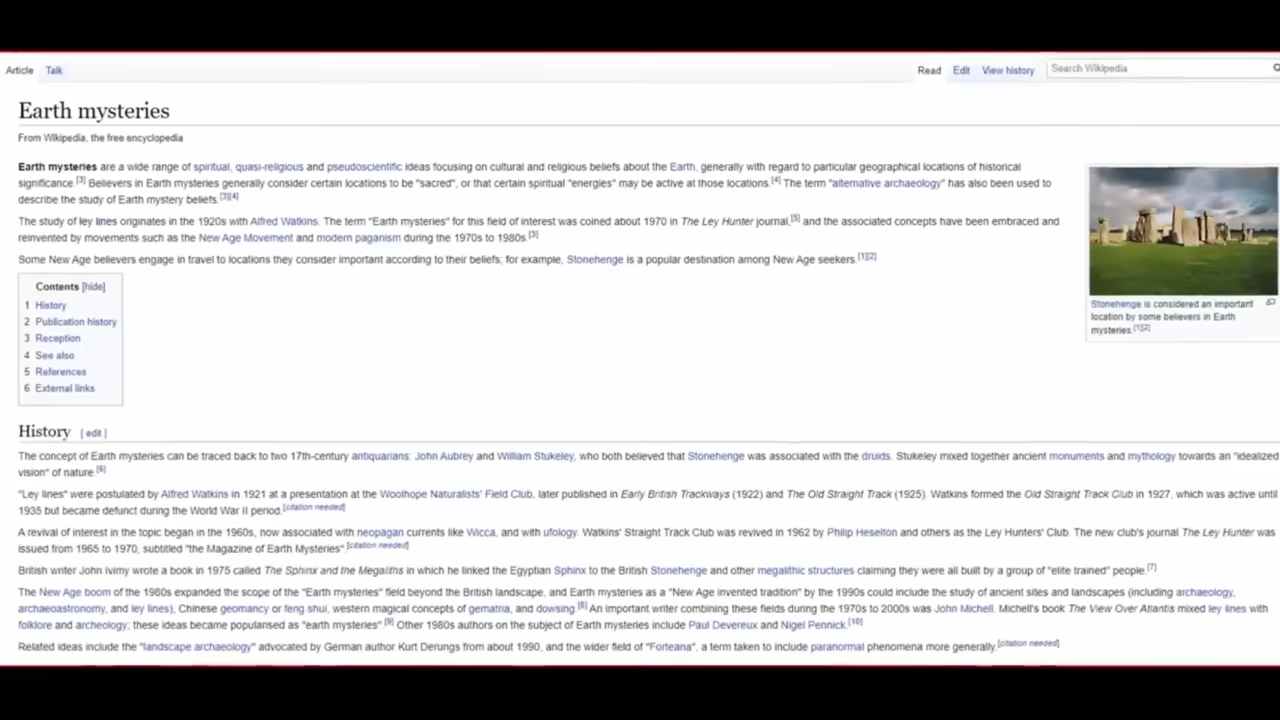 Article Talk Read Edit View history Search Wikipedia
Earth mysteries
From Wikipedia, the free encyclopedia
Earth mysteries are a wide range of spiritual, quasi-religious and pseudoscientific ideas focusing on cultural and religious beliefs about the Earth, generally with regard to particular geographical locations of historical
significance.[3] Believers in Earth mysteries generally consider certain locations to be "sacred", or that certain spiritual "energies" may be active at those locations.[4] The term "alternative archaeology" has also been used to
describe the study of Earth mystery beliefs.[3][4]
The study of ley lines originates in the 1920s with Alfred Watkins. The term "Earth mysteries" for this field of interest was coined about 1970 in The Ley Hunter journal,[5] and the associated concepts have been embraced and
reinvented by movements such as the New Age Movement and modern paganism during the 1970s to 1980s.[3]
Some New Age believers engage in travel to locations they consider important according to their beliefs; for example, Stonehenge is a popular destination among New Age seekers.[1][2]
Stonehenge is considered an important
location by some believers in Earth
mysteries.[1][2]
Contents [hide]
1 History
2 Publication history
3 Reception
4 See also
5 References
6 External links
History [ edit ]
The concept of Earth mysteries can be traced back to two 17th-century antiquarians: John Aubrey and William Stukeley, who both believed that Stonehenge was associated with the druids. Stukeley mixed together ancient monuments and mythology towards an "idealized
vision" of nature.[6]
"Ley lines" were postulated by Alfred Watkins in 1921 at a presentation at the Woolhope Naturalists' Field Club, later published in Early British Trackways (1922) and The Old Straight Track (1925). Watkins formed the Old Straight Track Club in 1927, which was active until
1935 but became defunct during the World War II period.[citation needed]
A revival of interest in the topic began in the 1960s, now associated with neopagan currents like Wicca, and with ufology. Watkins' Straight Track Club was revived in 1962 by Philip Heselton and others as the Ley Hunters' Club. The new club's journal The Ley Hunter was
issued from 1965 to 1970, subtitled "the Magazine of Earth Mysteries".[citation needed]
British writer John Ivimy wrote a book in 1975 called The Sphinx and the Megaliths in which he linked the Egyptian Sphinx to the British Stonehenge and other megalithic structures claiming they were all built by a group of "elite trained" people.[7]
The New Age boom of the 1980s expanded the scope of the "Earth mysteries" field beyond the British landscape, and Earth mysteries as a "New Age invented tradition" by the 1990s could include the study of ancient sites and landscapes (including archaeology,
archaeoastronomy, and ley lines), Chinese geomancy or feng shui, western magical concepts of gematria, and dowsing.[8] An important writer combining these fields during the 1970s to 2000s was John Michell. Michell's book The View Over Atlantis mixed ley lines with
folklore and archeology; these ideas became popularised as "earth mysteries".[9] Other 1980s authors on the subject of Earth mysteries include Paul Devereux and Nigel Pennick.[10]
Related ideas include the "landscape archaeology" advocated by German author Kurt Derungs from about 1990, and the wider field of "Forteana", a term taken to include paranormal phenomena more generally.[citation needed]